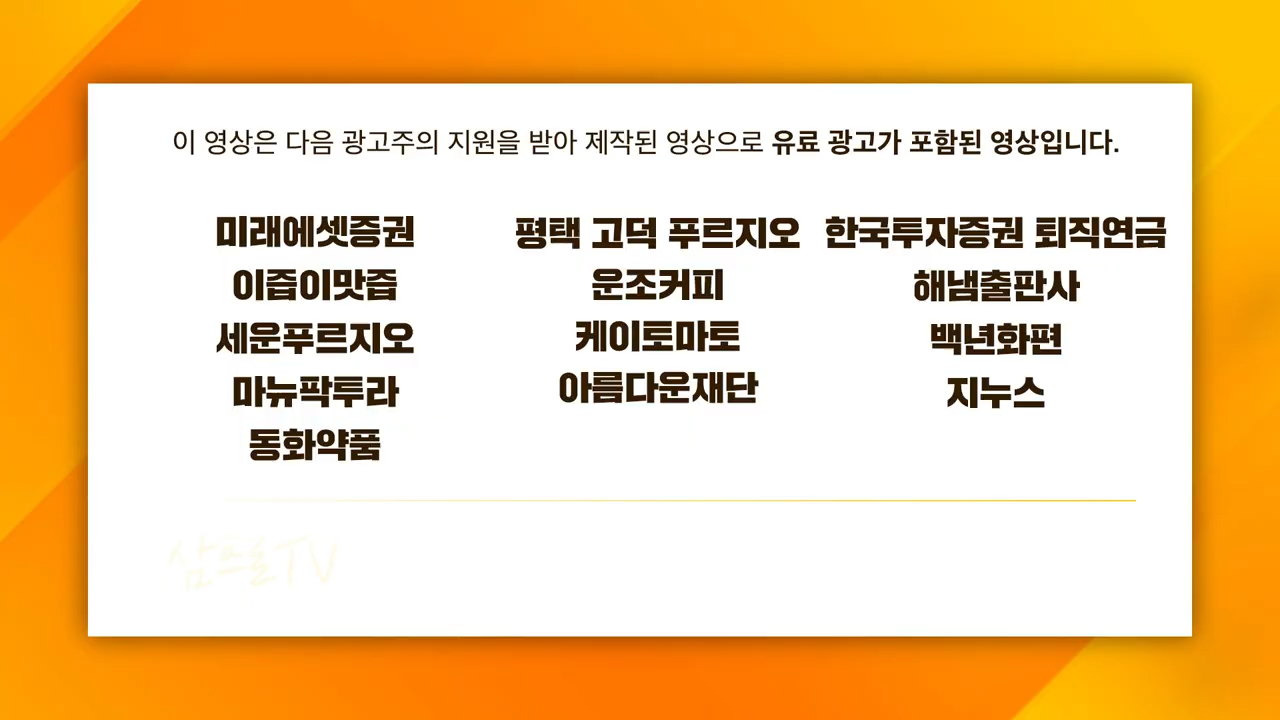 이 영상은 다음 광고주의 지원을 받아 제작된 영상으로 유료 광고가 포함된 영상입니다.
미래에셋증권 평택 고덕 푸르지오 한국투자증권 퇴직연금
이즙이맛즙 운조커피 해냄출판사
세운푸르지오 케이토마토 백년화편
마뉴팍투라 아름다운재단 지누스
동화약품
삼프로TV